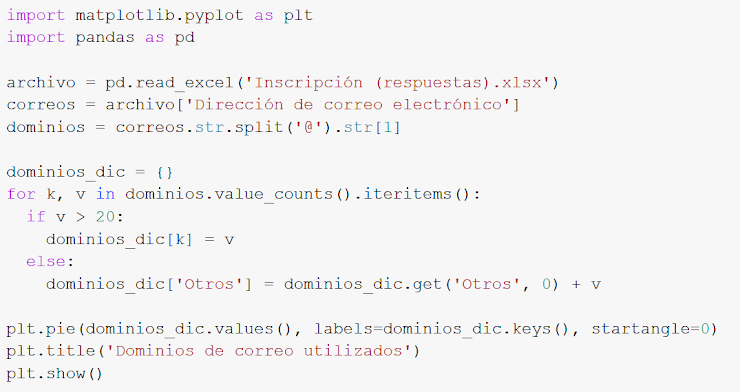 import matplotlib.pyplot as plt
import pandas as pd

archivo = pd.read_excel('Inscripción (respuestas).xlsx')
correos = archivo['Dirección de correo electrónico']
dominios = correos.str.split('@').str[1]

dominios_dic = {}
for k, v in dominios.value_counts().iteritems():
  if v > 20:
    dominios_dic[k] = v
  else:
    dominios_dic['Otros'] = dominios_dic.get('Otros', 0) + v

plt.pie(dominios_dic.values(), labels=dominios_dic.keys(), startangle=0)
plt.title('Dominios de correo utilizados')
plt.show()